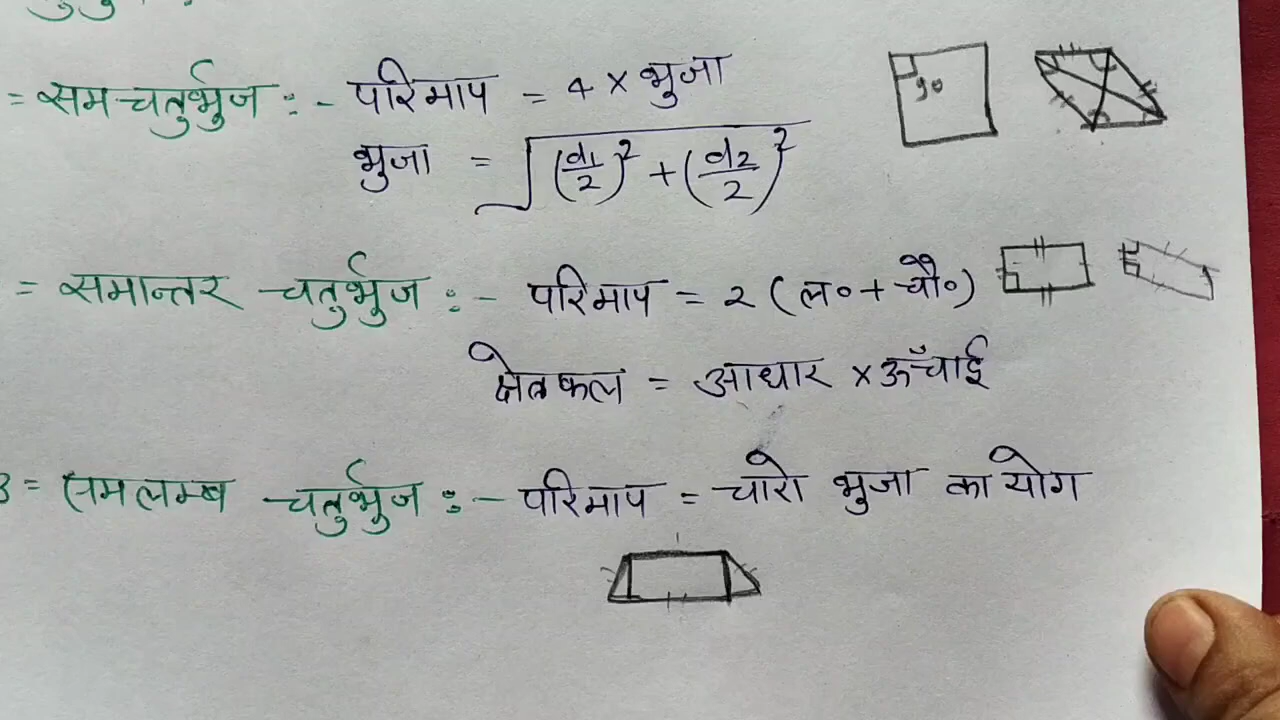 = समचतुर्भुज :- परिमाप = 4 × भुजा
90
भुजा = √(d1/2)² + (d2/2)²
= समान्तर चतुर्भुज :- परिमाप = 2 (ल० + चौ०)
क्षेत्रफल = आधार × ऊँचाई
3 = समलम्ब चतुर्भुज :- परिमाप = चारो भुजा का योग